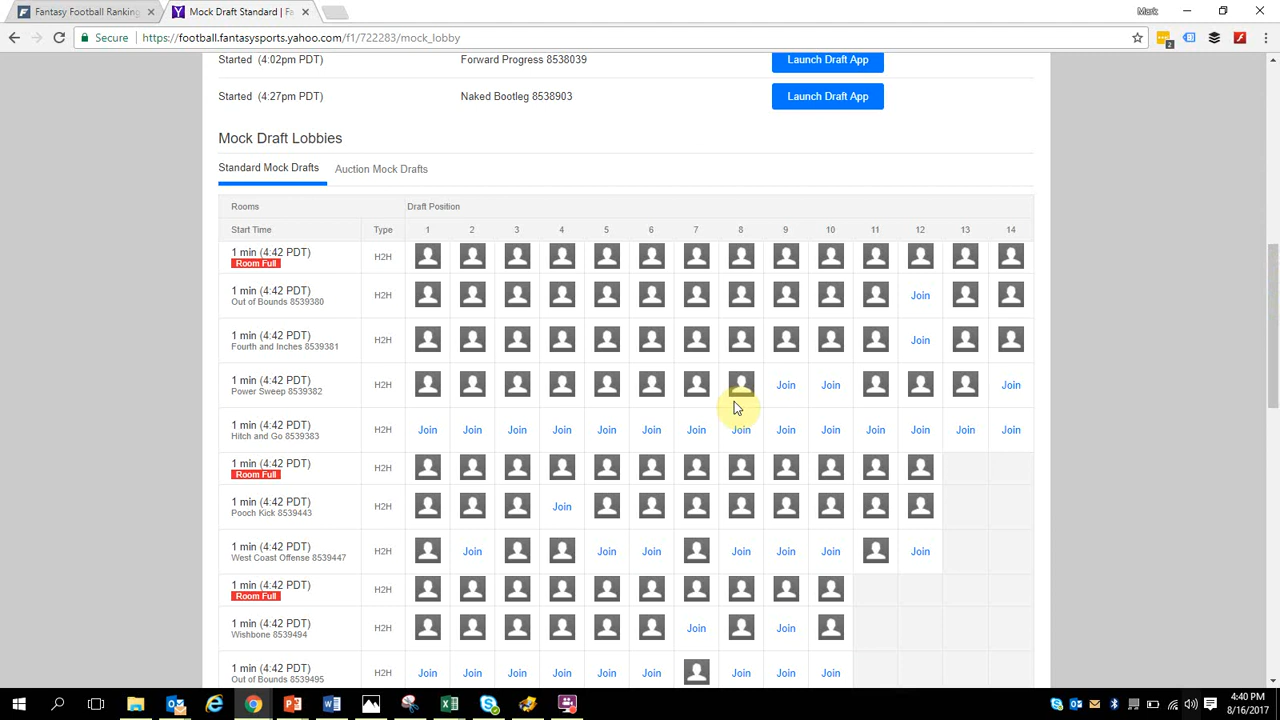 Fantasy Football Ranking
Mock Draft Standard | Fa
Mark
Secure
https://football.fantasysports.yahoo.com/f1/722283/mock_lobby
2
Started (4:02pm PDT) Forward Progress 8538039 Launch Draft App
Started (4:27pm PDT) Naked Bootleg 8538903 Launch Draft App
Mock Draft Lobbies
Standard Mock Drafts Auction Mock Drafts
Rooms Draft Position
Start Time Type 1 2 3 4 5 6 7 8 9 10 11 12 13 14
1 min (4:42 PDT) H2H
Room Full
1 min (4:42 PDT) H2H Join
Out of Bounds 8539380
1 min (4:42 PDT) H2H Join
Fourth and Inches 8539381
1 min (4:42 PDT) H2H Join Join Join
Power Sweep 8539382
1 min (4:42 PDT) H2H Join Join Join Join Join Join Join Join Join Join Join Join Join Join
Hitch and Go 8539383
1 min (4:42 PDT) H2H
Room Full
1 min (4:42 PDT) H2H Join
Pooch Kick 8539443
1 min (4:42 PDT) H2H Join Join Join Join Join Join Join
West Coast Offense 8539447
1 min (4:42 PDT) H2H
Room Full
1 min (4:42 PDT) H2H Join Join
Wishbone 8539494
1 min (4:42 PDT) H2H Join Join Join Join Join Join Join Join Join
Out of Bounds 8539495
4:40 PM
8/16/2017